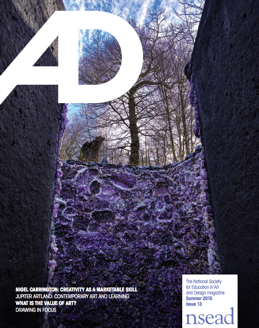 AD
NIGEL CARRINGTON: CREATIVITY AS A MARKETABLE SKILL
JUPITER ARTLAND: CONTEMPORARY ART AND LEARNING
WHAT IS THE VALUE OF ART?
DRAWING IN FOCUS
The National Society
for Education in Art
and Design magazine
Summer 2015
Issue 13
nsead